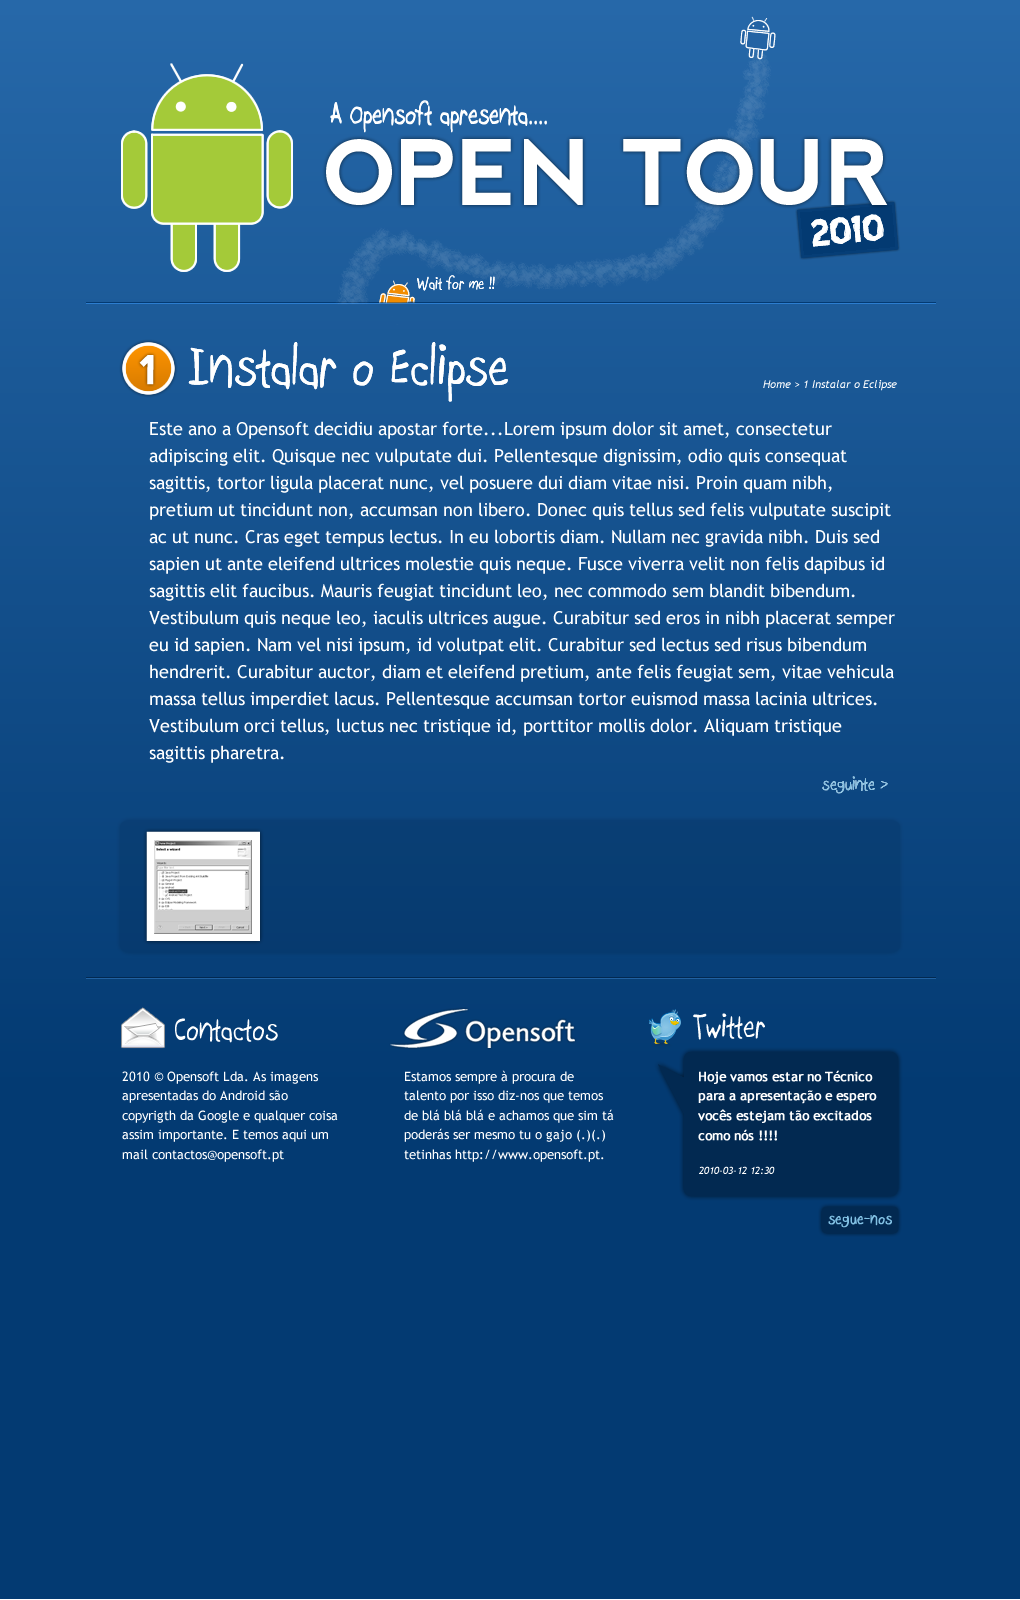 A Opensoft apresenta....
OPEN TOUR
2010
Wait for me !!
1 Instalar o Eclipse
Home > 1 Instalar o Eclipse
Este ano a Opensoft decidiu apostar forte...Lorem ipsum dolor sit amet, consectetur
adipiscing elit. Quisque nec vulputate dui. Pellentesque dignissim, odio quis consequat
sagittis, tortor ligula placerat nunc, vel posuere dui diam vitae nisi. Proin quam nibh,
pretium ut tincidunt non, accumsan non libero. Donec quis tellus sed felis vulputate suscipit
ac ut nunc. Cras eget tempus lectus. In eu lobortis diam. Nullam nec gravida nibh. Duis sed
sapien ut ante eleifend ultrices molestie quis neque. Fusce viverra velit non felis dapibus id
sagittis elit faucibus. Mauris feugiat tincidunt leo, nec commodo sem blandit bibendum.
Vestibulum quis neque leo, iaculis ultrices augue. Curabitur sed eros in nibh placerat semper
eu id sapien. Nam vel nisi ipsum, id volutpat elit. Curabitur sed lectus sed risus bibendum
hendrerit. Curabitur auctor, diam et eleifend pretium, ante felis feugiat sem, vitae vehicula
massa tellus imperdiet lacus. Pellentesque accumsan tortor euismod massa lacinia ultrices.
Vestibulum orci tellus, luctus nec tristique id, porttitor mollis dolor. Aliquam tristique
sagittis pharetra.
seguinte >
Select a wizard
Contactos
2010 © Opensoft Lda. As imagens
apresentadas do Android são
copyrigth da Google e qualquer coisa
assim importante. E temos aqui um
mail contactos@opensoft.pt
Opensoft
Estamos sempre à procura de
talento por isso diz-nos que temos
de blá blá blá e achamos que sim tá
poderás ser mesmo tu o gajo (.)(.)
tetinhas http://www.opensoft.pt.
Twitter
Hoje vamos estar no Técnico
para a apresentação e espero
vocês estejam tão excitados
como nós !!!!
2010-03-12 12:30
segue-nos